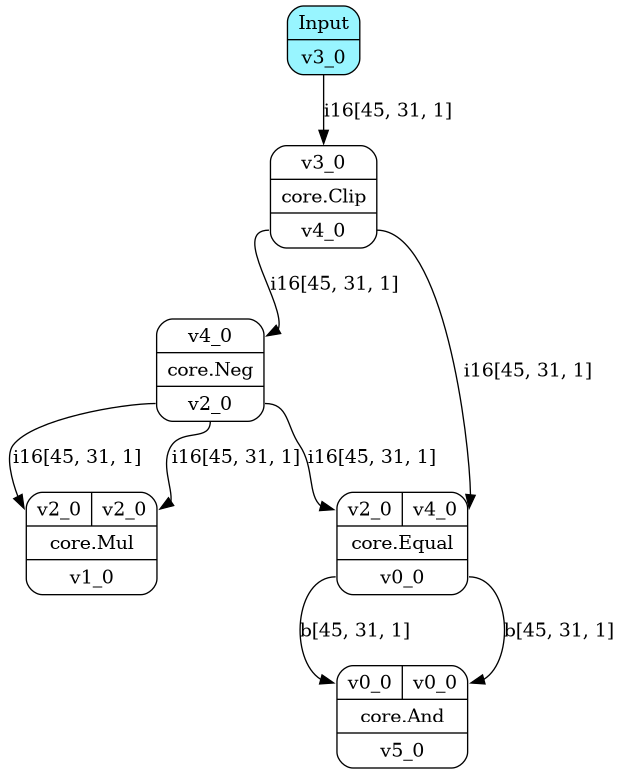 Input
v3_0
i16[45, 31, 1]
v3_0
core.Clip
v4_0
i16[45, 31, 1]
i16[45, 31, 1]
v4_0
core.Neg
v2_0
i16[45, 31, 1]
i16[45, 31, 1]
i16[45, 31, 1]
v2_0 v2_0
core.Mul
v1_0
v2_0 v4_0
core.Equal
v0_0
b[45, 31, 1]
b[45, 31, 1]
v0_0 v0_0
core.And
v5_0